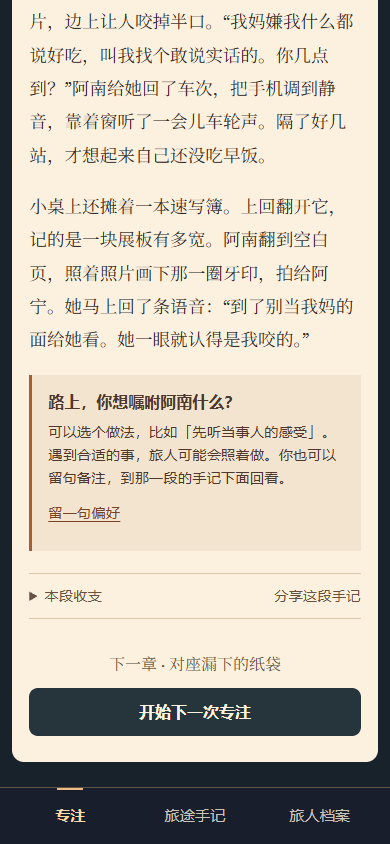 片，边上让人咬掉半口。“我妈嫌我什么都
说好吃，叫我找个敢说实话的。你几点
到？”阿南给她回了车次，把手机调到静
音，靠着窗听了一会儿车轮声。隔了好几
站，才想起来自己还没吃早饭。
小桌上还摊着一本速写簿。上回翻开它，
记的是一块展板有多宽。阿南翻到空白
页，照着照片画下那一圈牙印，拍给阿
宁。她马上回了条语音：“到了别当我妈的
面给她看。她一眼就认得是我咬的。”
路上，你想嘱咐阿南什么？
可以选个做法，比如「先听当事人的感受」。
遇到合适的事，旅人可能会照着做。你也可以
留句备注，到那一段的手记下面回看。
留一句偏好
▶ 本段收支
分享这段手记
下一章 · 对座漏下的纸袋
开始下一次专注
专注
旅途手记
旅人档案